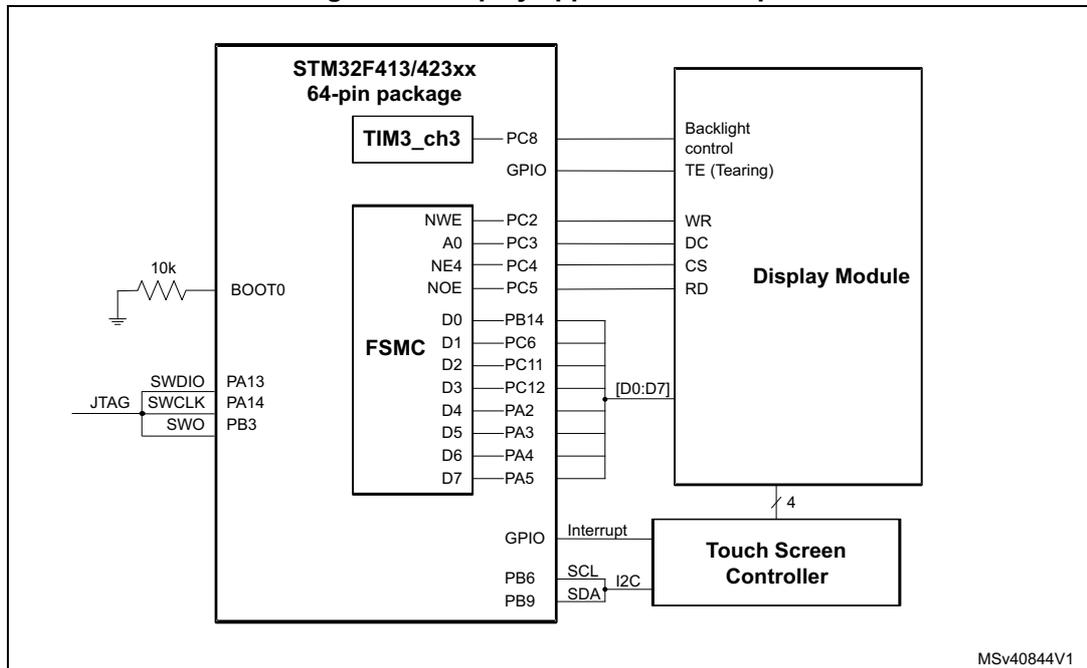 STM32F413/423xx
64-pin package
TIM3_ch3
PC8
Backlight
control
GPIO
TE (Tearing)
NWE
PC2
WR
A0
PC3
DC
NE4
PC4
CS
NOE
PC5
RD
Display Module
10k
BOOT0
FSMC
D0
PB14
D1
PC6
D2
PC11
D3
PC12
[D0:D7]
D4
PA2
D5
PA3
D6
PA4
D7
PA5
JTAG
SWDIO
PA13
SWCLK
PA14
SWO
PB3
4
GPIO
Interrupt
Touch Screen
Controller
PB6
SCL
I2C
PB9
SDA
MSv40844V1